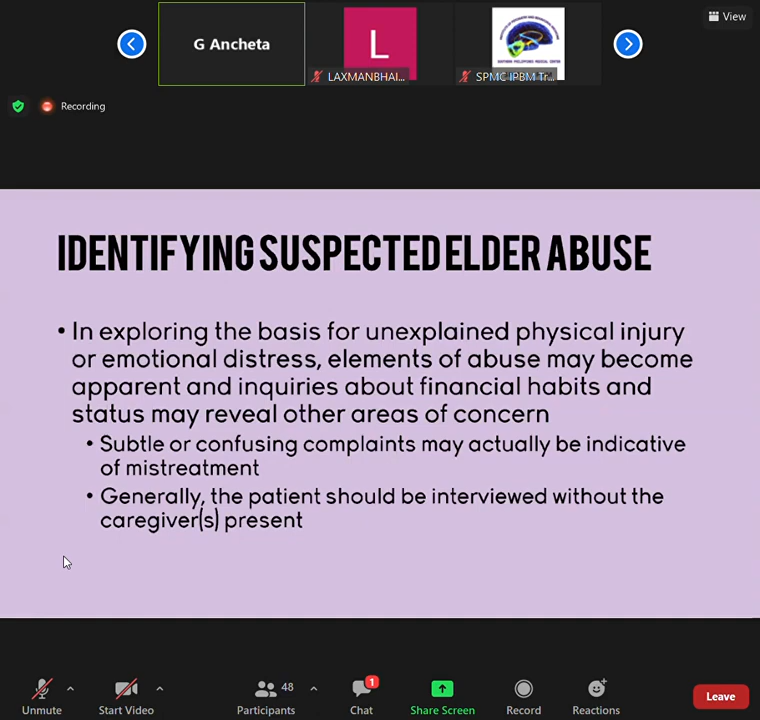 View
G Ancheta
L
LAXMANBHAI...
SPMC IPBM Tr...
Recording
IDENTIFYING SUSPECTED ELDER ABUSE
• In exploring the basis for unexplained physical injury
or emotional distress, elements of abuse may become
apparent and inquiries about financial habits and
status may reveal other areas of concern
• Subtle or confusing complaints may actually be indicative
of mistreatment
• Generally, the patient should be interviewed without the
caregiver(s) present
1
48
Unmute
Start Video
Participants
Chat
Share Screen
Record
Reactions
Leave